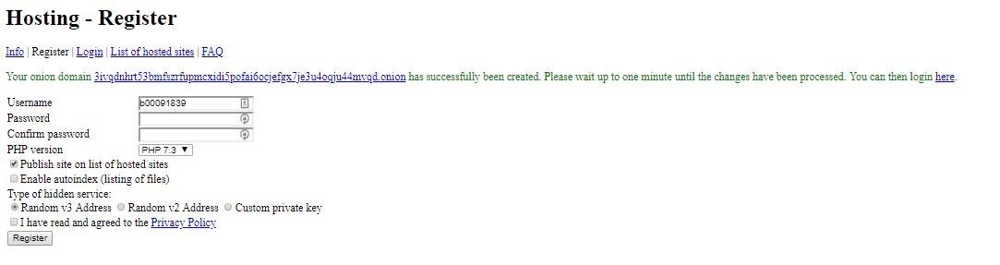 Hosting - Register
Info | Register | Login | List of hosted sites | FAQ
Your onion domain 3ivqdnhrt53bmfszrfupmcxidi5pofai6ocjefgx7je3u4oqju44mvqd.onion has successfully been created. Please wait up to one minute until the changes have been processed. You can then login here.
Username b00091839
Password
Confirm password
PHP version PHP 7.3
Publish site on list of hosted sites
Enable autoindex (listing of files)
Type of hidden service:
Random v3 Address Random v2 Address Custom private key
I have read and agreed to the Privacy Policy
Register